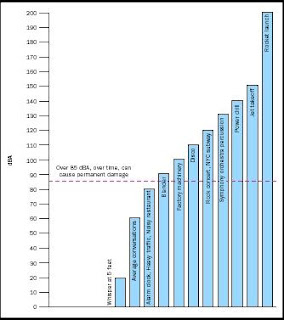 200
190
180
170
160
150
140
130
120
110
100
90
80
70
60
50
40
30
20
10
0
dBA
Over 85 dBA, over time, can
cause permanent damage
Whisper at 5 feet
Average conversations
Alarm clock, Heavy traffic, Noisy restaurant
Blender
Factory machinery
Disco
Rock concert, NYC subway
Symphony orchestra percussion
Power drill
Jet takeoff
Rocket launch